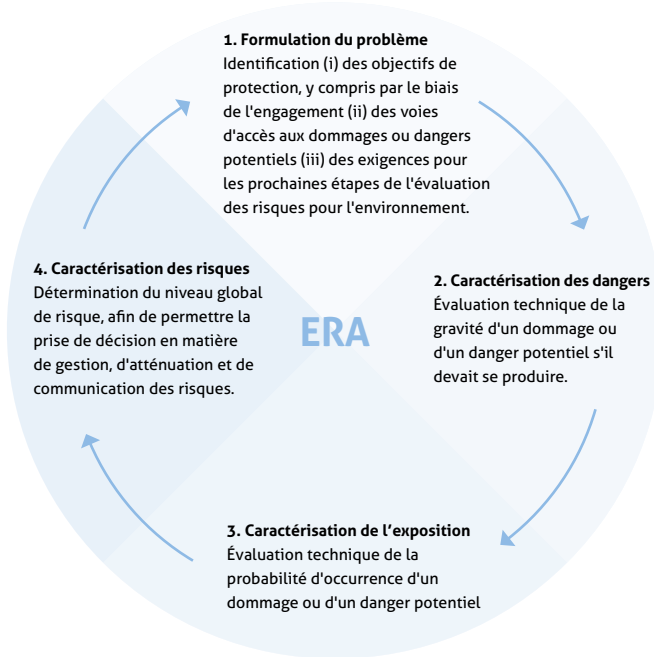 1. Formulation du problème
Identification (i) des objectifs de
protection, y compris par le biais
de l'engagement (ii) des voies
d'accès aux dommages ou dangers
potentiels (iii) des exigences pour
les prochaines étapes de l'évaluation
des risques pour l'environnement.
2. Caractérisation des dangers
Évaluation technique de la
gravité d'un dommage ou
d'un danger potentiel s'il
devait se produire.
3. Caractérisation de l’exposition
Évaluation technique de la
probabilité d'occurrence d'un
dommage ou d'un danger potentiel
4. Caractérisation des risques
Détermination du niveau global
de risque, afin de permettre la
prise de décision en matière
de gestion, d'atténuation et de
communication des risques.
ERA